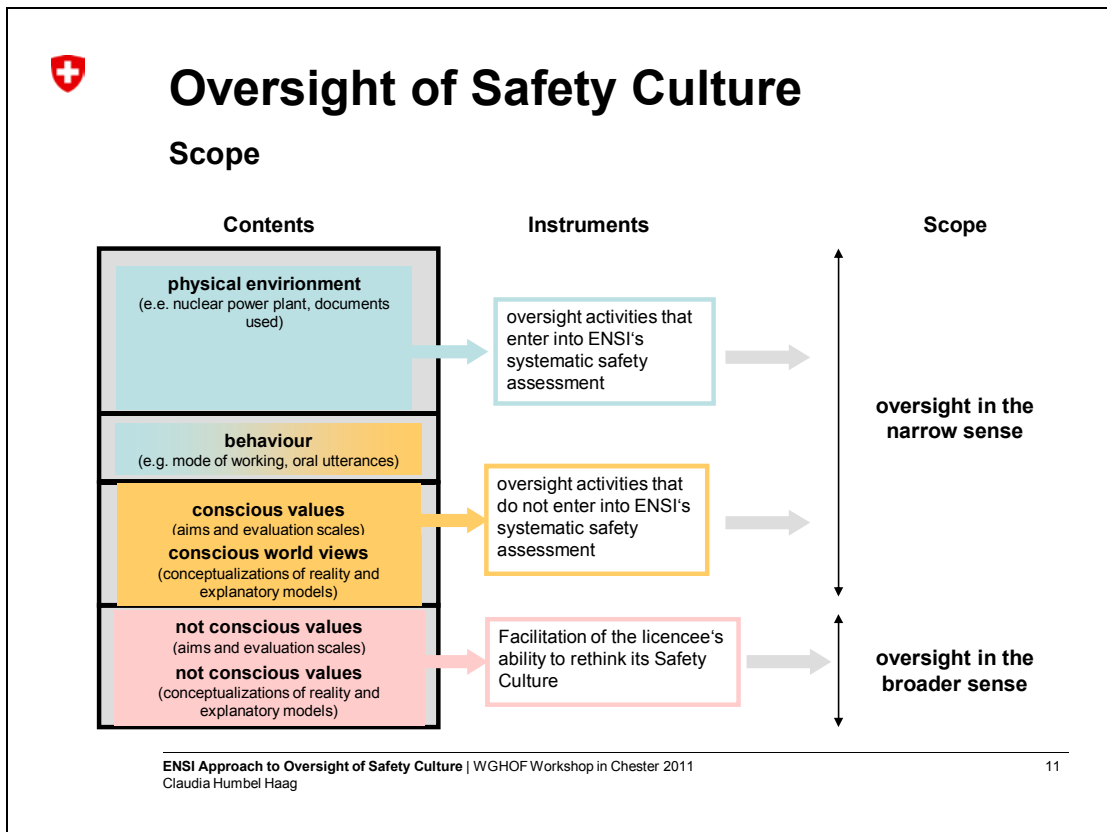 Oversight of Safety Culture
Scope
Contents
Instruments
Scope
physical envirionment
(e.e. nuclear power plant, documents
used)
oversight activities that
enter into ENSI‘s
systematic safety
assessment
oversight in the
narrow sense
behaviour
(e.g. mode of working, oral utterances)
conscious values
(aims and evaluation scales)
conscious world views
(conceptualizations of reality and
explanatory models)
oversight activities that
do not enter into ENSI‘s
systematic safety
assessment
not conscious values
(aims and evaluation scales)
not conscious values
(conceptualizations of reality and
explanatory models)
Facilitation of the licencee‘s
ability to rethink its Safety
Culture
oversight in the
broader sense
ENSI Approach to Oversight of Safety Culture | WGHOF Workshop in Chester 2011
Claudia Humbel Haag
11